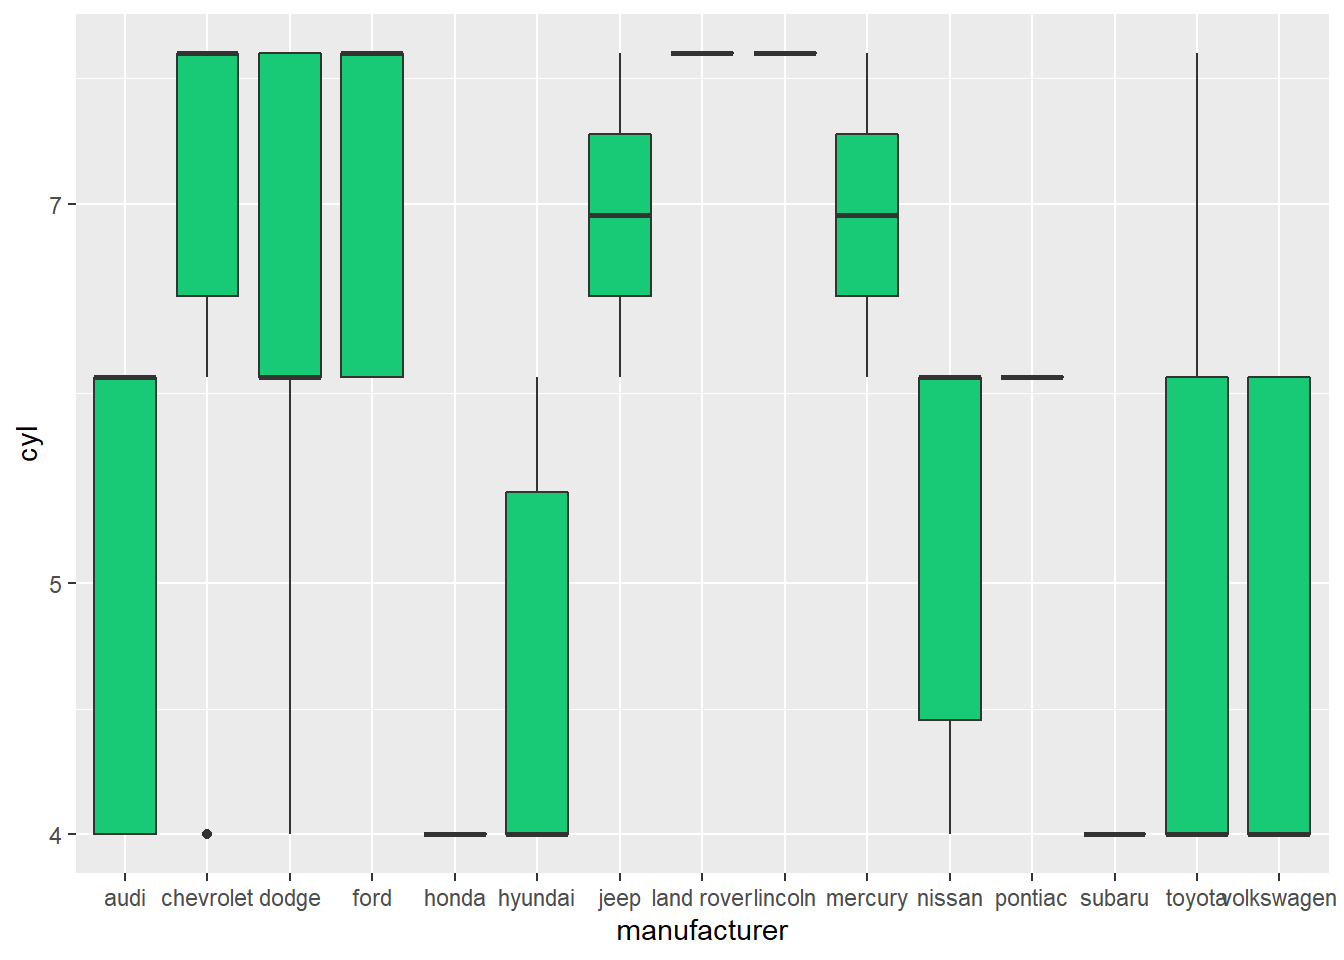 7
5
4
cyl
audi chevrolet dodge ford honda hyundai jeep land rover lincoln mercury nissan pontiac subaru toyota volkswagen
manufacturer